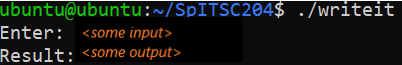 ubuntu@ubuntu:~/SpITSC204$ ./writeit
Enter: <some input>
Result: <some output>